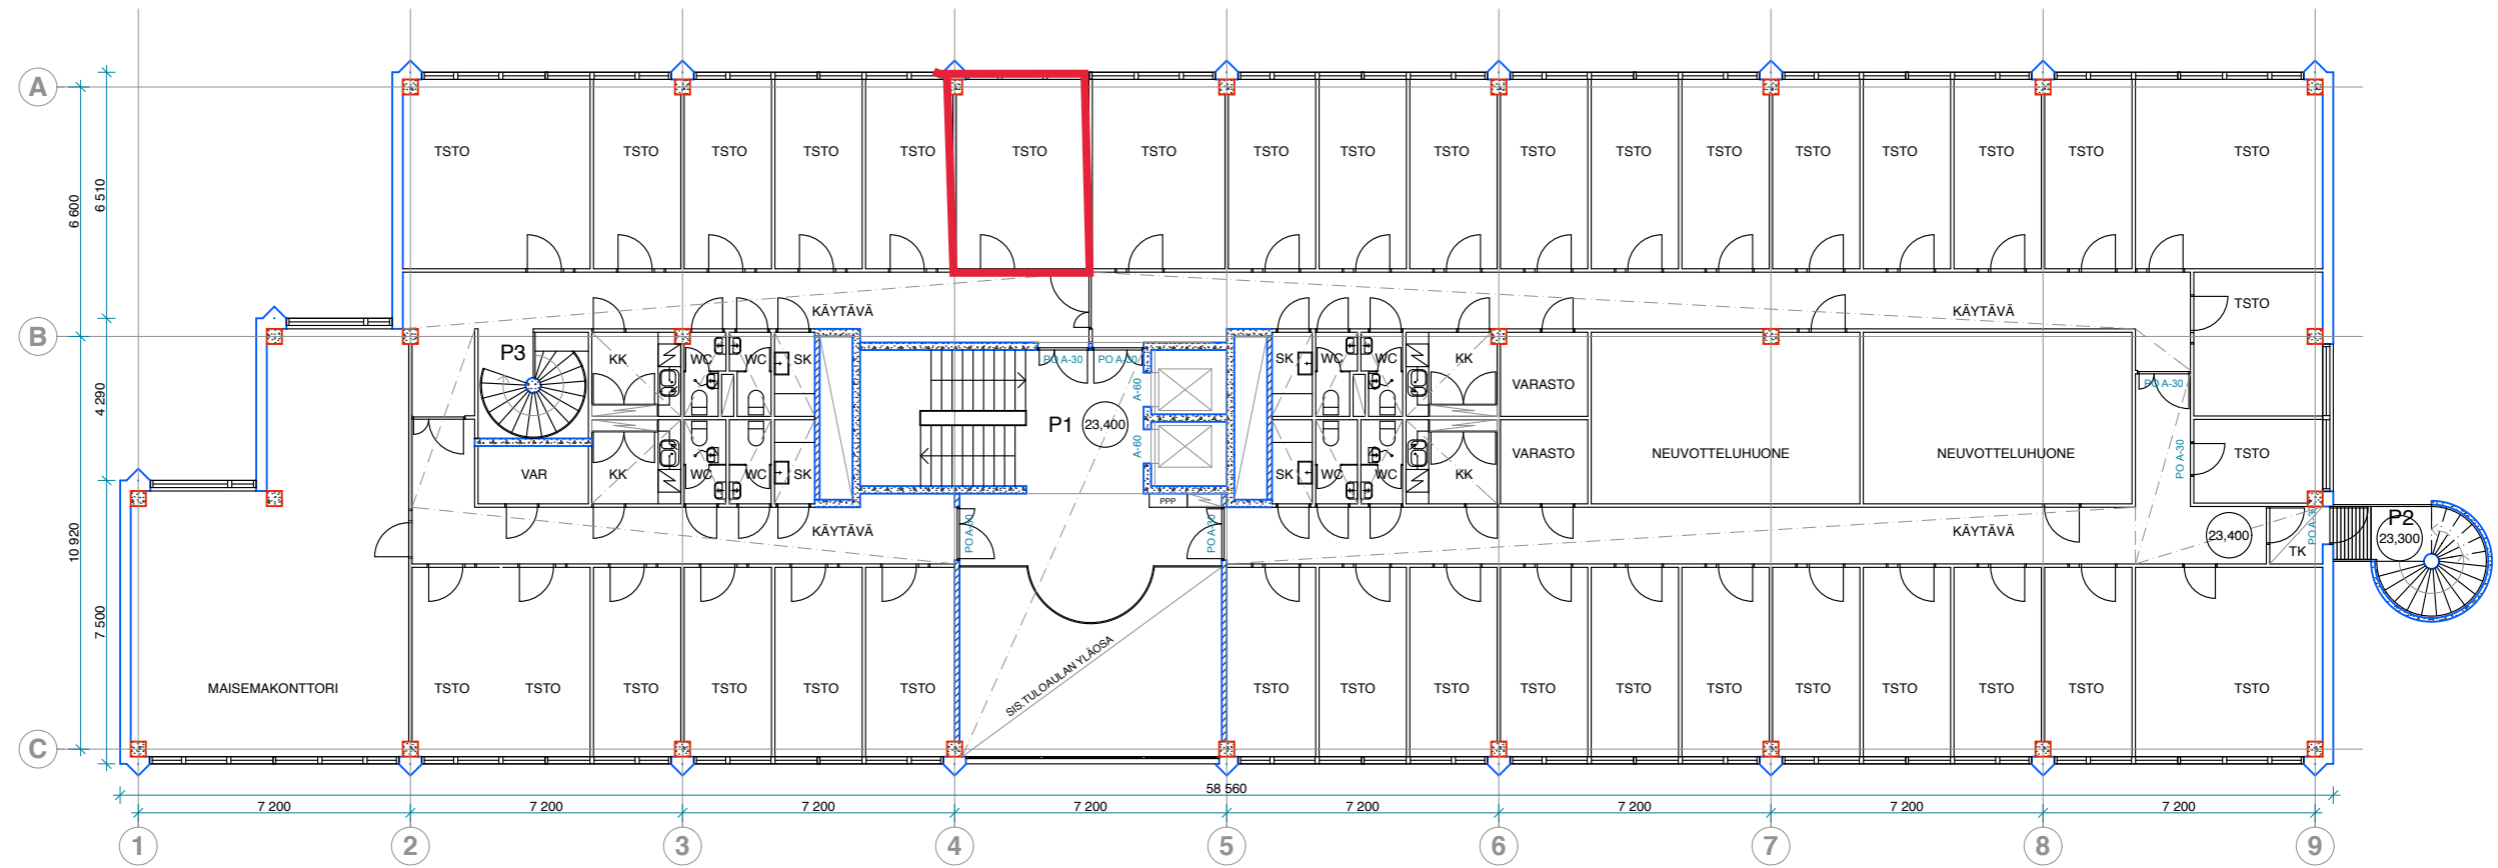 A
TSTO TSTO TSTO TSTO TSTO TSTO TSTO TSTO TSTO TSTO TSTO TSTO TSTO TSTO TSTO TSTO TSTO TSTO
6 600
6 510
KÄYTÄVÄ KÄYTÄVÄ TSTO
B
P3 KK WC WC SK PO A-30 PO A-30 SK WC WC KK
4 290
A-60
VARASTO PO A-30
P1 23,400
A-60
PO A-30
VAR KK WC WC SK SK WC WC KK VARASTO NEUVOTTELUHUONE NEUVOTTELUHUONE TSTO
PPP
10 920
KÄYTÄVÄ PO A-30 PO A-30 KÄYTÄVÄ 23,400 TK PO A-30 P2 23,300
7 500
SIS.TULOAULAN YLÄOSA
MAISEMAKONTTORI TSTO TSTO TSTO TSTO TSTO TSTO TSTO TSTO TSTO TSTO TSTO TSTO TSTO TSTO TSTO TSTO TSTO
C
58 560
7 200 7 200 7 200 7 200 7 200 7 200 7 200 7 200
1 2 3 4 5 6 7 8 9